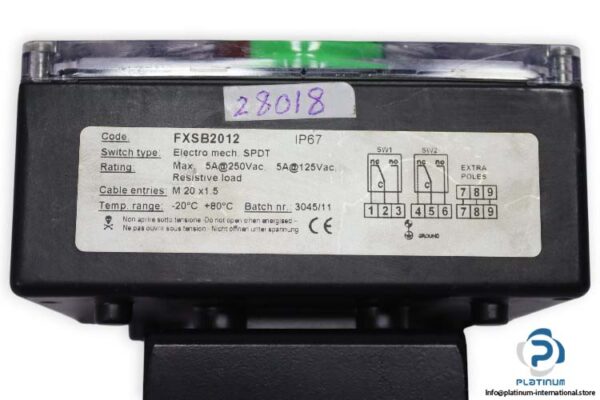 28018
Code. FXSB2012 IP67
Switch type: Electro mech. SPDT
Rating Max. 5A@250Vac. 5A@125Vac.
Resistive load
Cable entries: M 20 x1.5
Temp. range: -20°C +80°C Batch nr. 3045/11
Non aprire sotto tensione. Do not open when energised -
Ne pas ouvrir sous tension - Nicht öffnen unter spannung
CE
SW1 SW2
nc no nc no
C C
EXTRA
POLES
7 8 9
1 2 3 4 5 6 7 8 9
GROUND
PLATINUM
Info@platinum-international.store